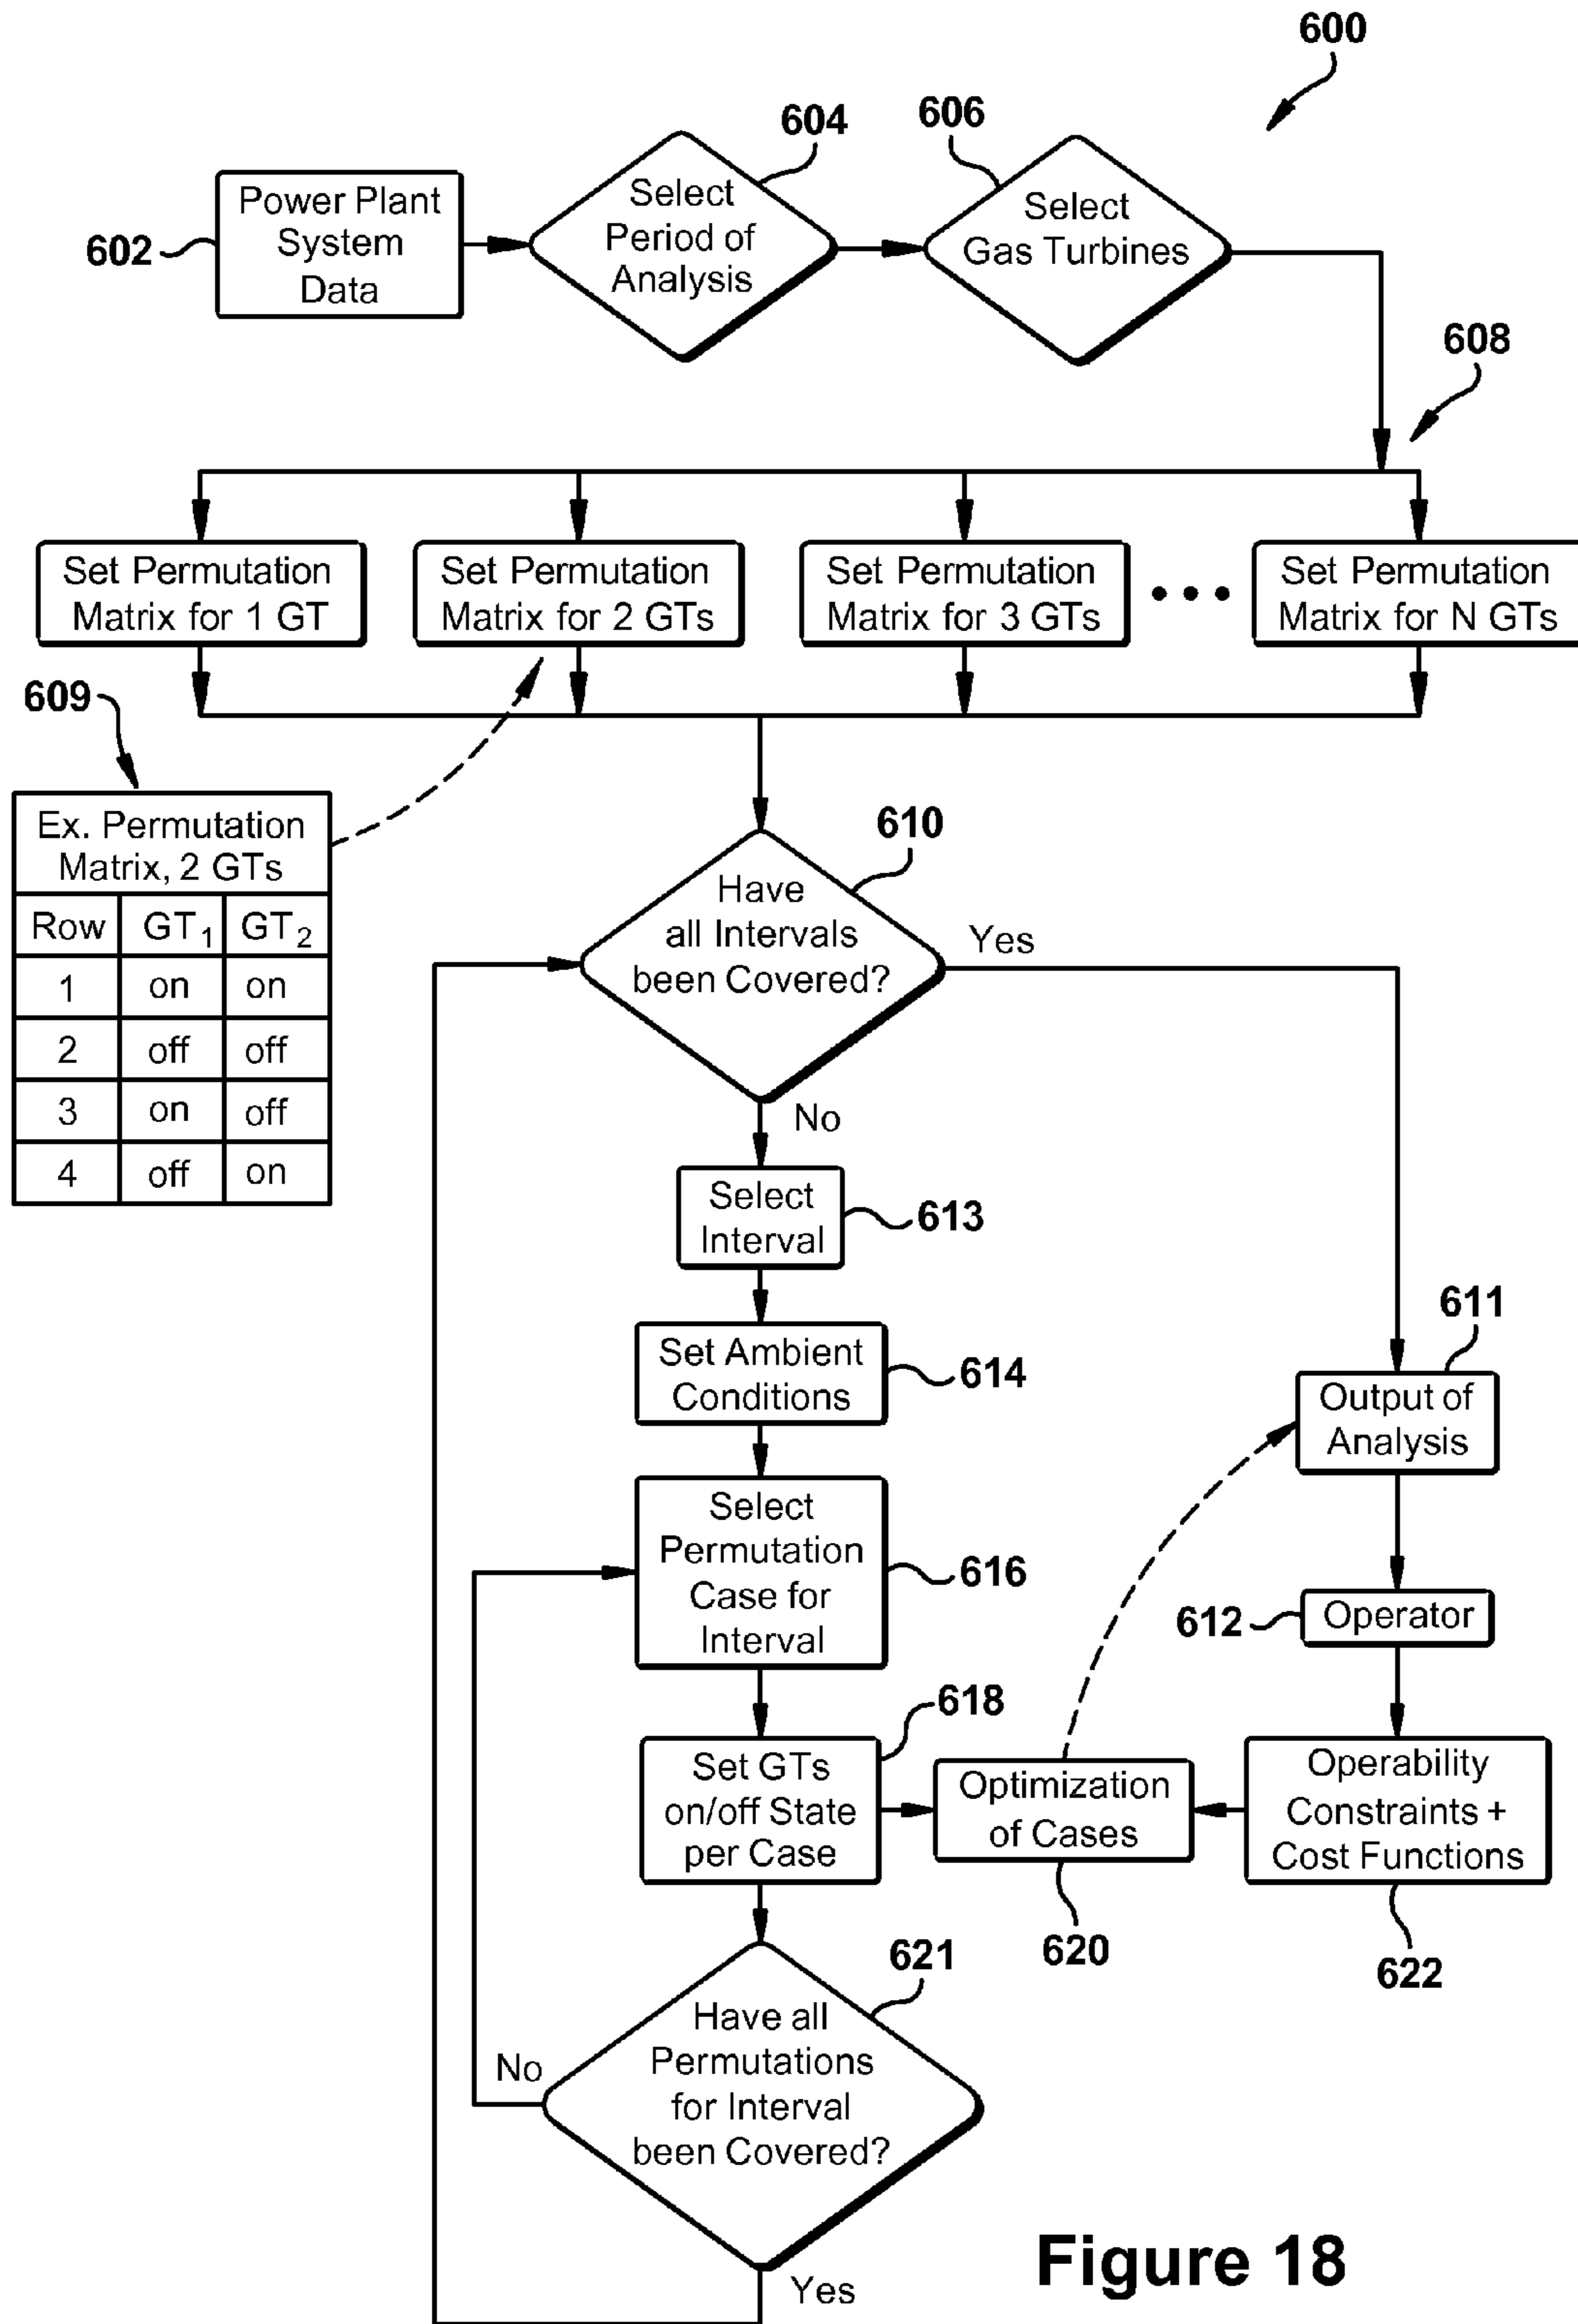 600
604
606
Power Plant
System
Data
602
Select
Period of
Analysis
Select
Gas Turbines
608
Set Permutation
Matrix for 1 GT
Set Permutation
Matrix for 2 GTs
Set Permutation
Matrix for 3 GTs
• • •
Set Permutation
Matrix for N GTs
609
Ex. Permutation
Matrix, 2 GTs
Row GT1 GT2
1 on on
2 off off
3 on off
4 off on
610
Have
all Intervals
been Covered?
Yes
No
Select
Interval
613
Set Ambient
Conditions
614
611
Output of
Analysis
Select
Permutation
Case for
Interval
616
612
Operator
618
Set GTs
on/off State
per Case
Optimization
of Cases
620
Operability
Constraints +
Cost Functions
622
621
Have all
Permutations
for Interval
been Covered?
No
Yes
Figure 18